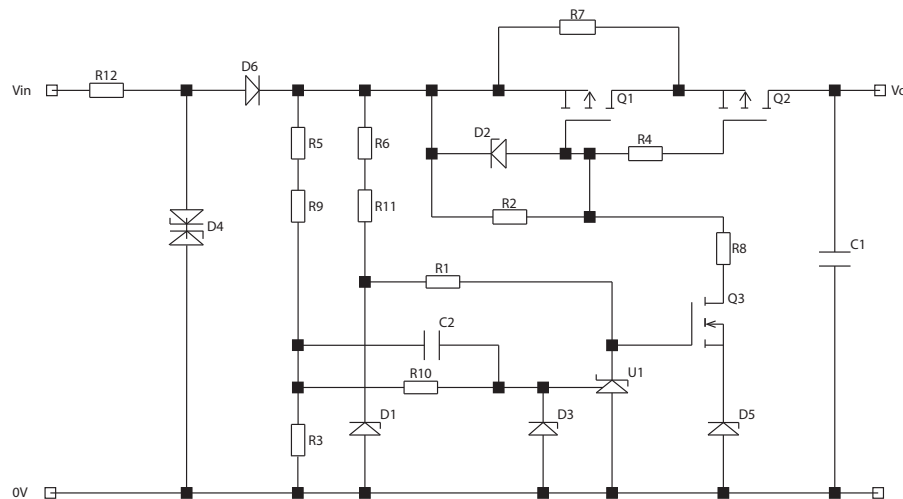 R7
D6
Vin
R12
Vo
Q1
Q2
D2
R4
R5
R6
R9
R11
R2
D4
R8
C1
R1
Q3
C2
U1
R10
D1
D3
D5
R3
0V